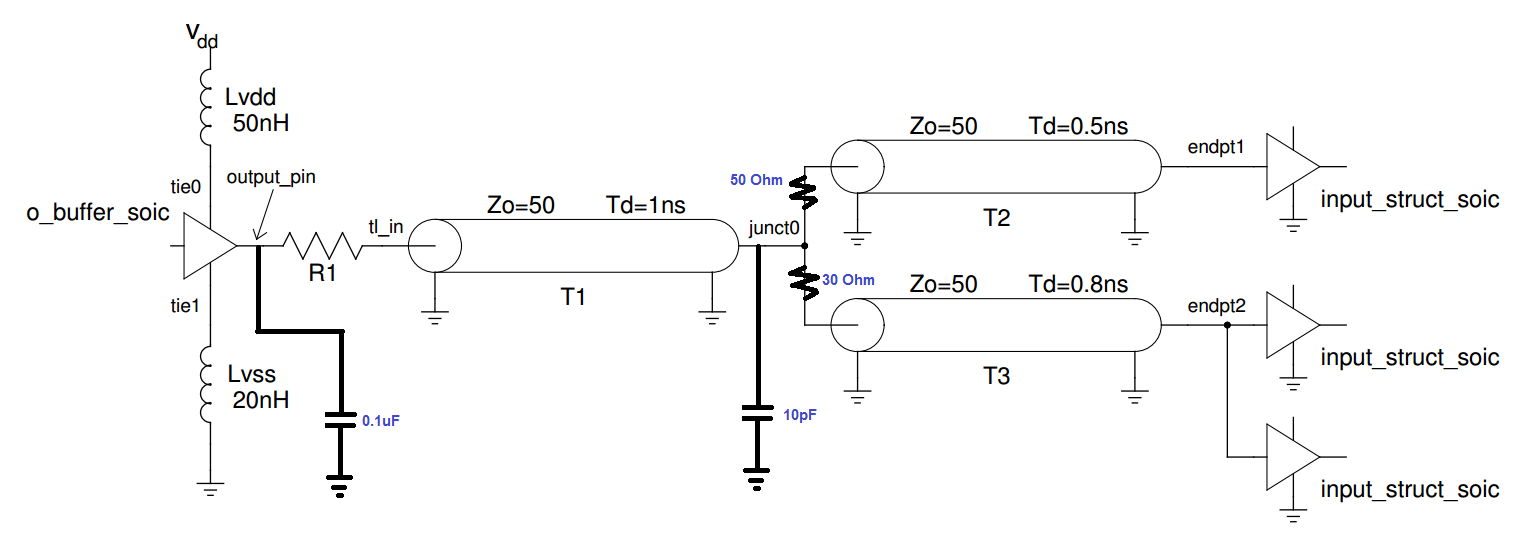 Vdd
Lvdd
50nH
tie0
output_pin
o_buffer_soic
tie1
R1
tl_in
Lvss
20nH
0.1uF
Zo=50 Td=1ns
T1
junct0
10pF
50 Ohm
30 Ohm
Zo=50 Td=0.5ns
T2
endpt1
input_struct_soic
Zo=50 Td=0.8ns
T3
endpt2
input_struct_soic
input_struct_soic